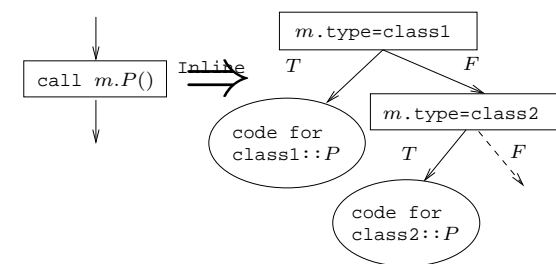 call m.P()
Inline
m.type=class1
T
F
code for
class1::P
m.type=class2
T
F
code for
class2::P